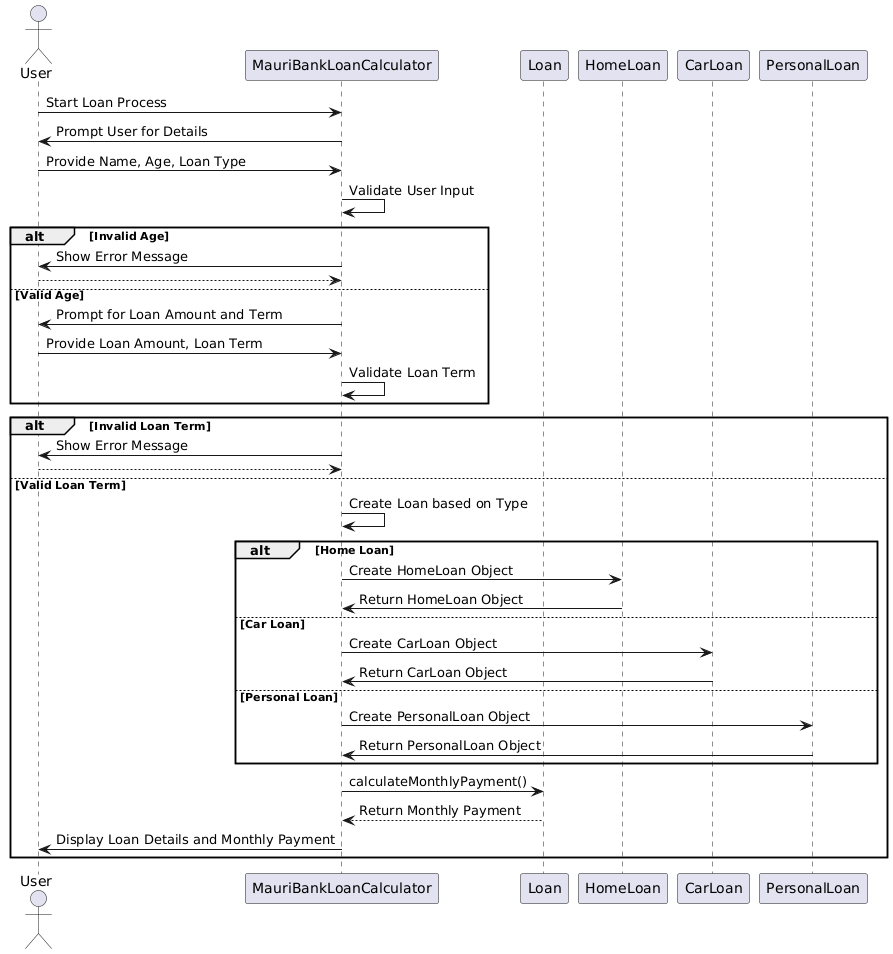 User
MauriBankLoanCalculator
Loan
HomeLoan
CarLoan
PersonalLoan
Start Loan Process
Prompt User for Details
Provide Name, Age, Loan Type
Validate User Input
alt [Invalid Age]
Show Error Message
[Valid Age]
Prompt for Loan Amount and Term
Provide Loan Amount, Loan Term
Validate Loan Term
alt [Invalid Loan Term]
Show Error Message
[Valid Loan Term]
Create Loan based on Type
alt [Home Loan]
Create HomeLoan Object
Return HomeLoan Object
[Car Loan]
Create CarLoan Object
Return CarLoan Object
[Personal Loan]
Create PersonalLoan Object
Return PersonalLoan Object
calculateMonthlyPayment()
Return Monthly Payment
Display Loan Details and Monthly Payment
User
MauriBankLoanCalculator
Loan
HomeLoan
CarLoan
PersonalLoan